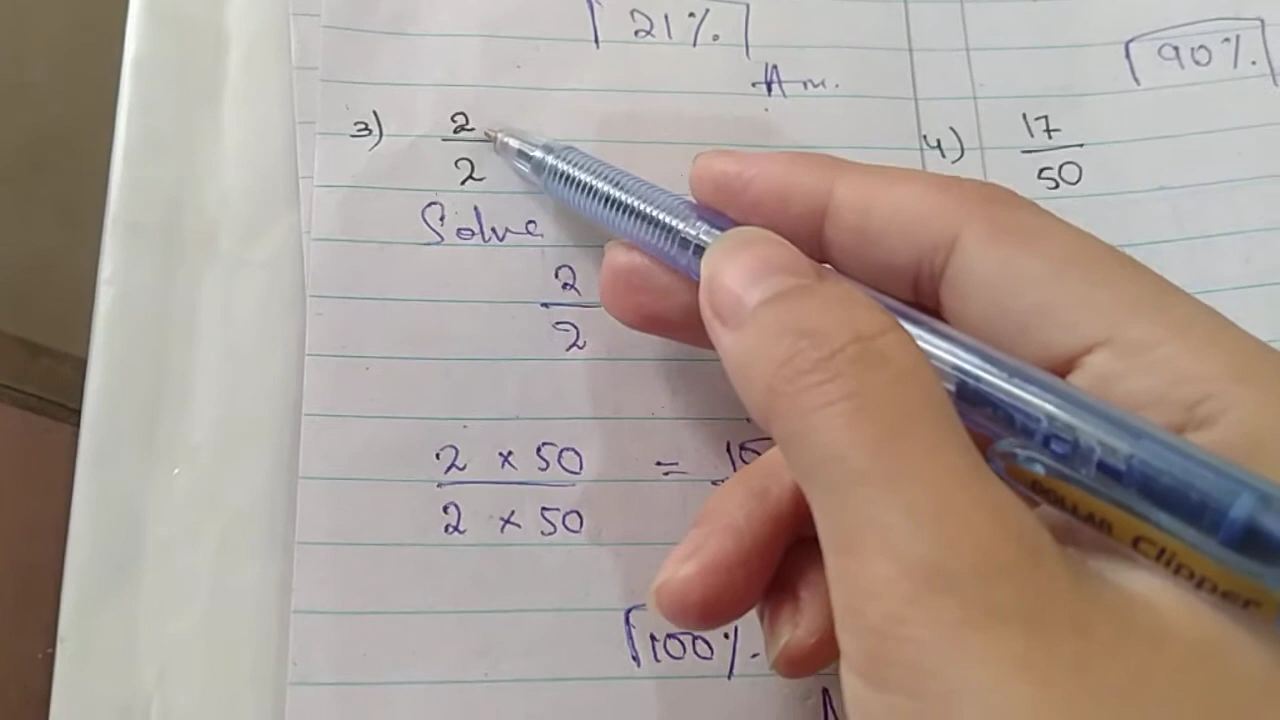 21%.
90%.
Ans.
3) 2/2
4) 17/50
Solve
2/2
2 × 50 / 2 × 50 =
100%.
DOLLAR Clipper